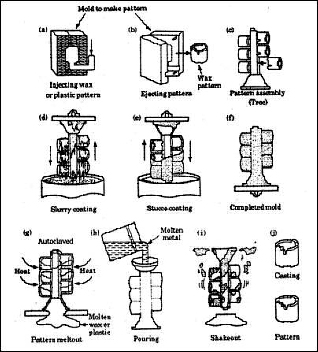 Mold to make pattern
(a)
(b)
(c)
Injecting wax
or plastic pattern
Ejecting pattern
Wax
pattern
Pattern assembly
(Tree)
(d)
(e)
(f)
Slurry coating
Stucco coating
Completed mold
(g)
Autoclaved
(h)
Molten
metal
(i)
(j)
Heat
Heat
Casting
Molten
wax or
plastic
Pattern meltout
Pouring
Shakeout
Pattern